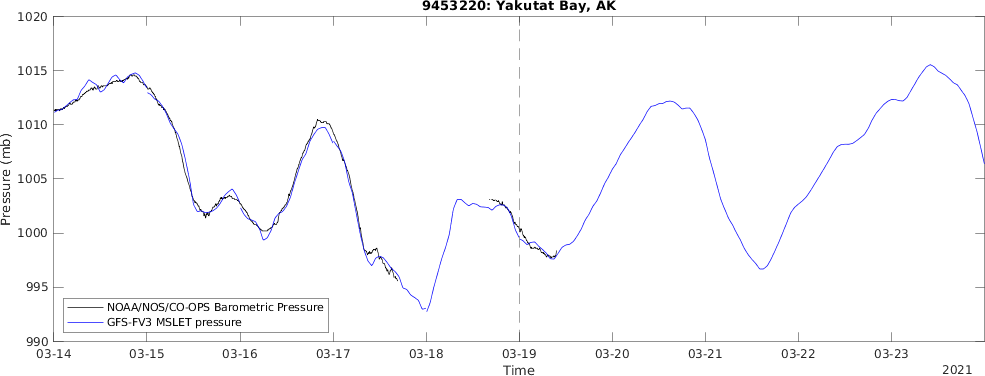 9453220: Yakutat Bay, AK
Pressure (mb)
1020
1015
1010
1005
1000
995
990
NOAA/NOS/CO-OPS Barometric Pressure
GFS-FV3 MSLET pressure
03-14 03-15 03-16 03-17 03-18 03-19 03-20 03-21 03-22 03-23
Time
2021